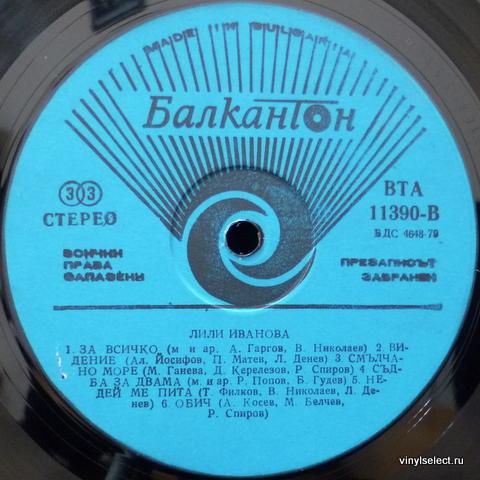 MADE IN BULGARIA
Балкантон
33
СТЕРЕО
ВТА
11390-В
БДС 4648-79
ВСИЧКИ
ПРАВА
ЗАПАЗЕНЫ
ПРЕЗАПИСЪТ
ЗАБРАНЕН
ЛИЛИ ИВАНОВА
1. ЗА ВСИЧКО (м и ар. А. Гаргов, В. Николаев) 2. ВИ-
ДЕНИЕ (Ал. Йосифов, П. Матев, Л. Денев) 3. СМЪЛЧА-
НО МОРЕ (М. Ганева, Д. Керелезов, Р. Спиров) 4. СЪД-
БА ЗА ДВАМА (м. и ар. Р. Попов, Б. Гудев) 5. НЕ-
ДЕЙ МЕ ПИТА (Т. Филков, В. Николаев, Л. Де-
нев) 6. ОБИЧ (А. Косев, М. Белчев,
Р. Спиров)
vinylselect.ru